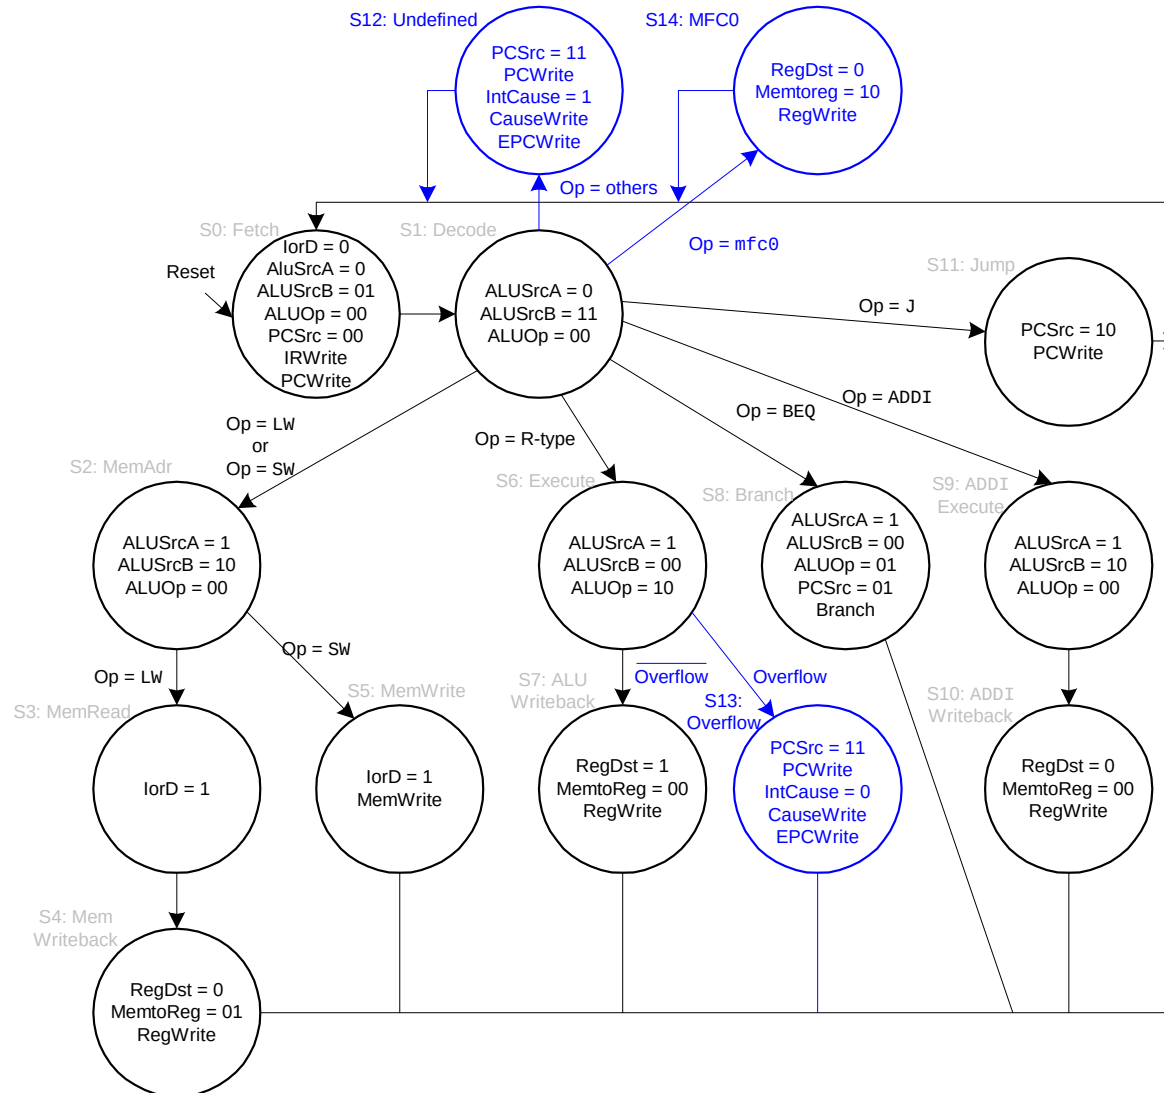 S12: Undefined
PCSrc = 11
PCWrite
IntCause = 1
CauseWrite
EPCWrite
S14: MFC0
RegDst = 0
Memtoreg = 10
RegWrite
Op = others
Op = mfc0
S0: Fetch
Reset
IorD = 0
AluSrcA = 0
ALUSrcB = 01
ALUOp = 00
PCSrc = 00
IRWrite
PCWrite
S1: Decode
ALUSrcA = 0
ALUSrcB = 11
ALUOp = 00
S11: Jump
Op = J
PCSrc = 10
PCWrite
Op = LW
or
Op = SW
Op = R-type
Op = BEQ
Op = ADDI
S2: MemAdr
ALUSrcA = 1
ALUSrcB = 10
ALUOp = 00
S6: Execute
ALUSrcA = 1
ALUSrcB = 00
ALUOp = 10
S8: Branch
ALUSrcA = 1
ALUSrcB = 00
ALUOp = 01
PCSrc = 01
Branch
S9: ADDI
Execute
ALUSrcA = 1
ALUSrcB = 10
ALUOp = 00
Op = LW
Op = SW
Overflow
Overflow
S3: MemRead
IorD = 1
S5: MemWrite
IorD = 1
MemWrite
S7: ALU
Writeback
RegDst = 1
MemtoReg = 00
RegWrite
S13:
Overflow
PCSrc = 11
PCWrite
IntCause = 0
CauseWrite
EPCWrite
S10: ADDI
Writeback
RegDst = 0
MemtoReg = 00
RegWrite
S4: Mem
Writeback
RegDst = 0
MemtoReg = 01
RegWrite